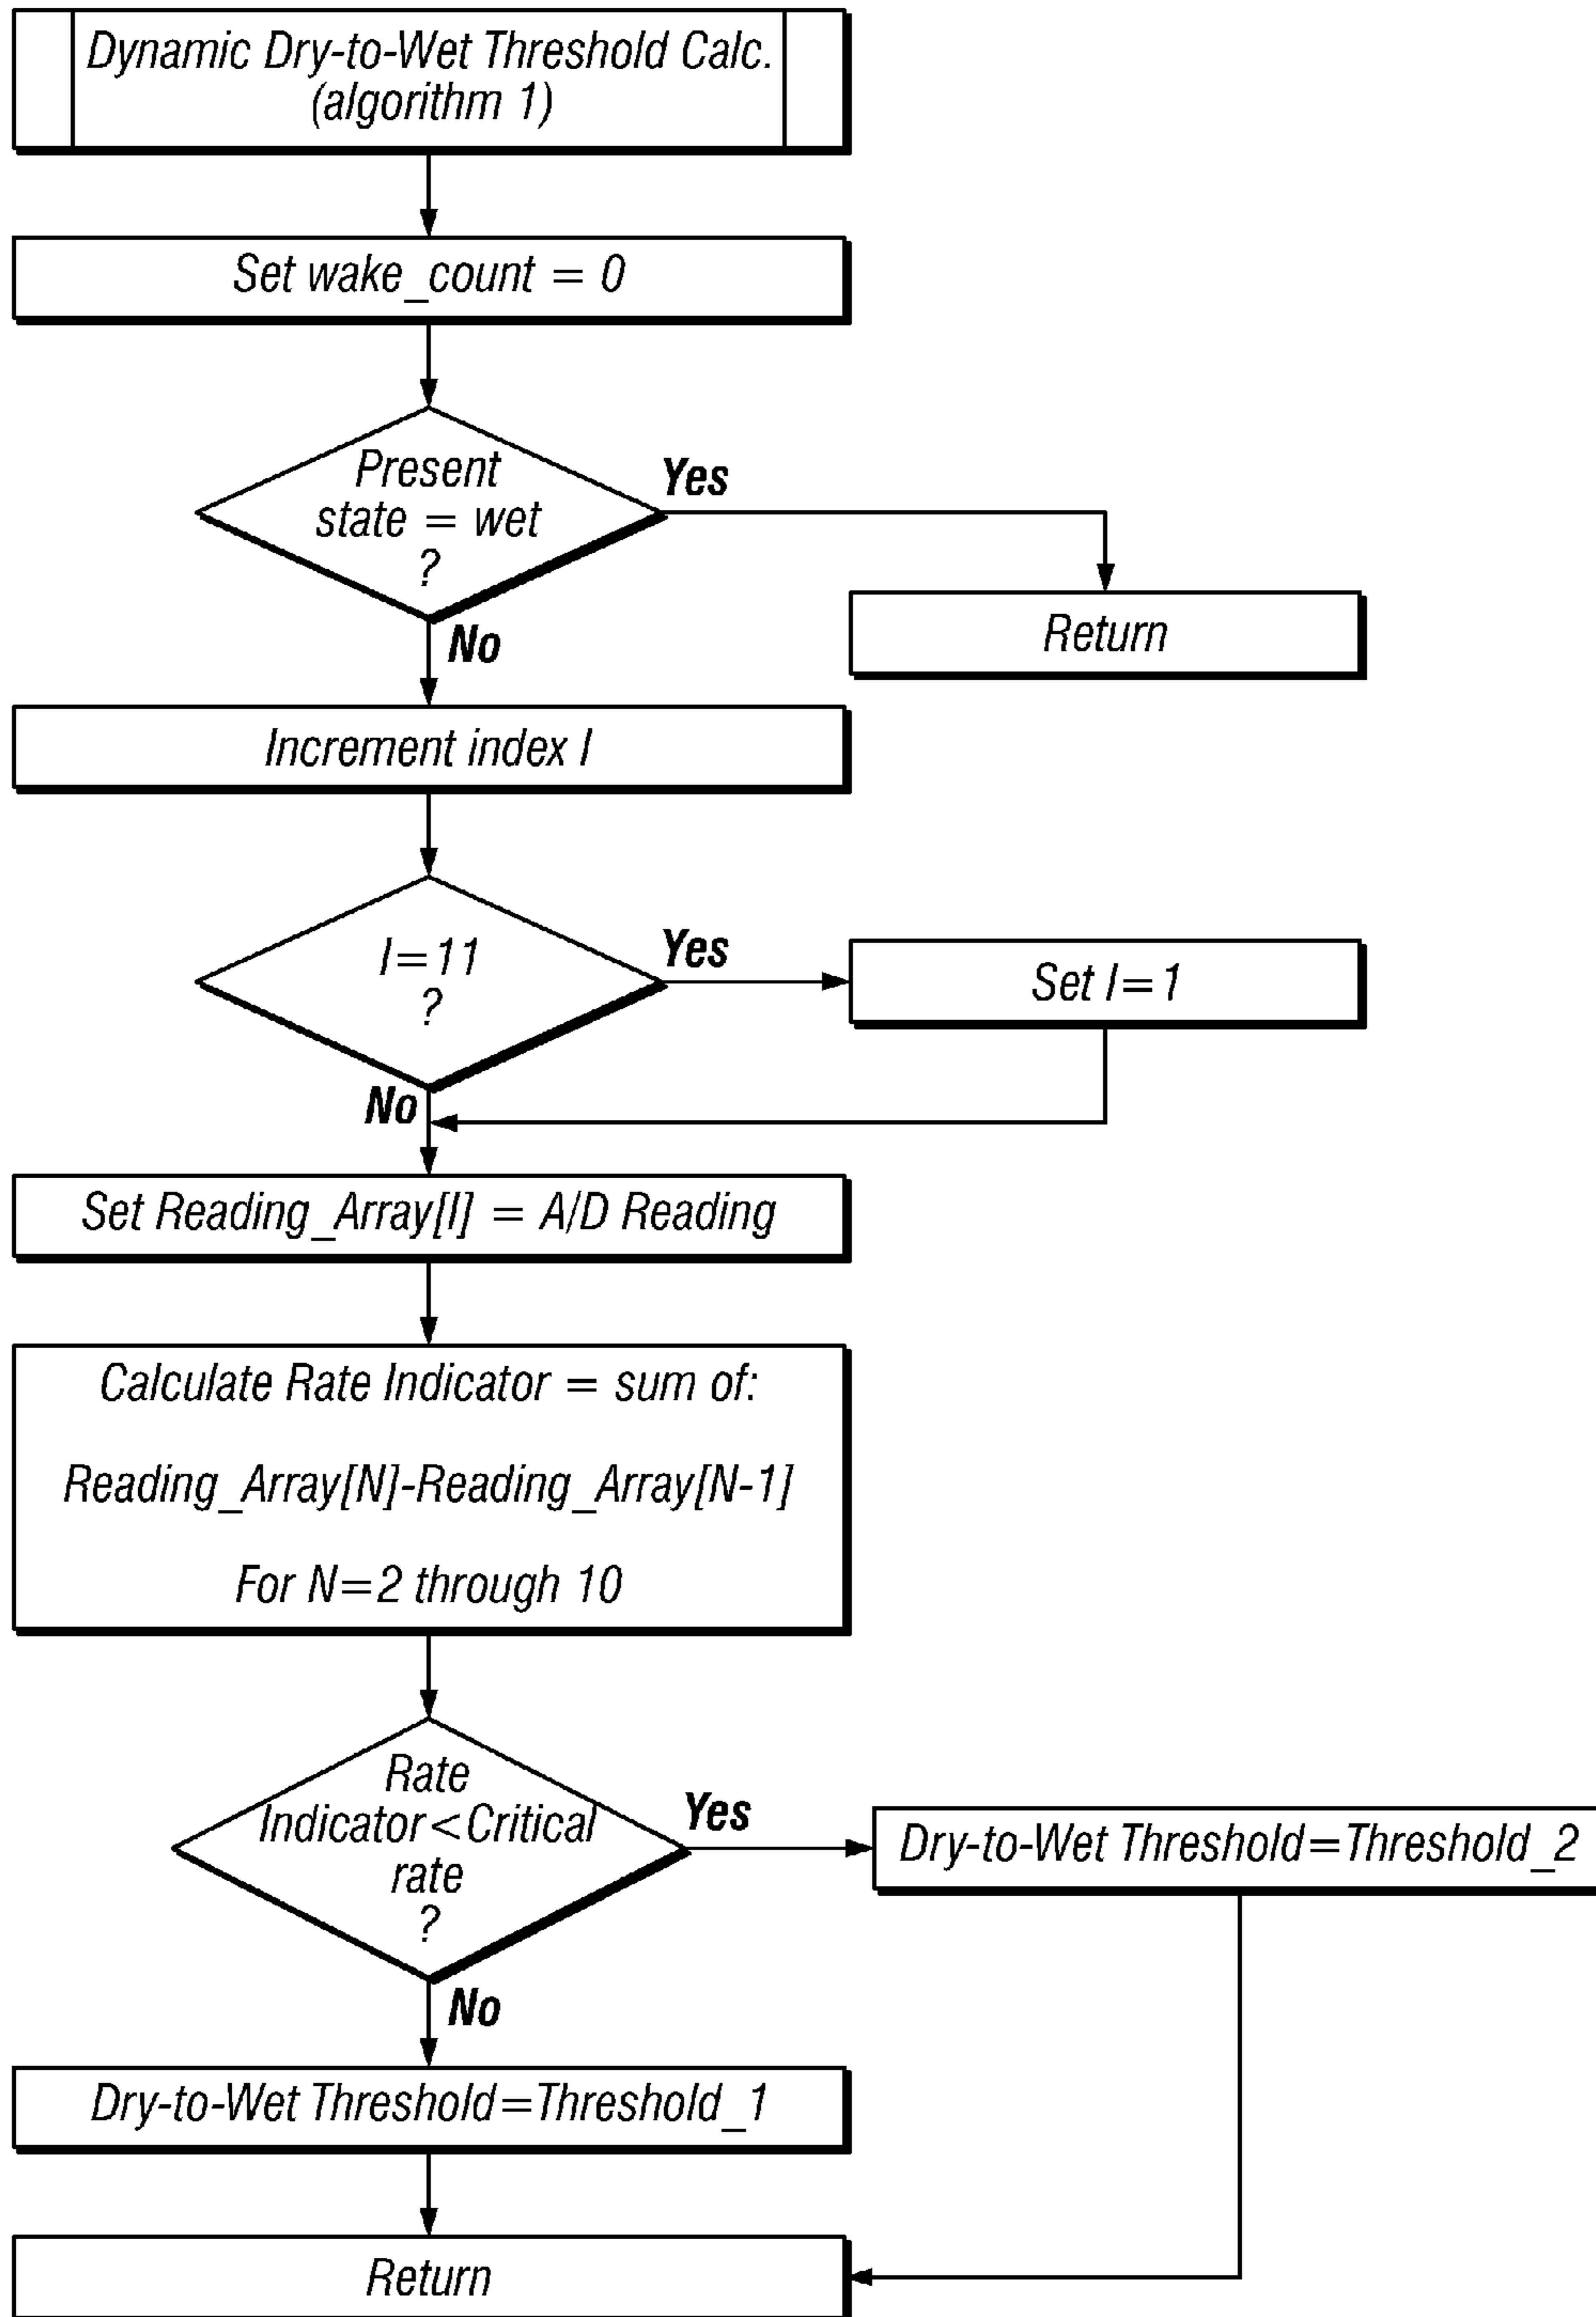 Dynamic Dry-to-Wet Threshold Calc.
(algorithm 1)
Set wake_count = 0
Present
state = wet
?
Yes
Return
No
Increment index I
I=11
?
Yes
Set I=1
No
Set Reading_Array[I] = A/D Reading
Calculate Rate Indicator = sum of:
Reading_Array[N]-Reading_Array[N-1]
For N=2 through 10
Rate
Indicator<Critical
rate
?
Yes
Dry-to-Wet Threshold=Threshold_2
No
Dry-to-Wet Threshold=Threshold_1
Return